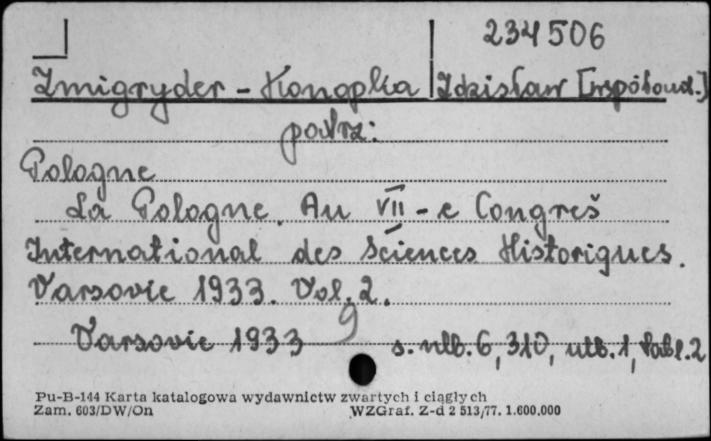 234506
Zmigryder-Konopka Zdzisław [współoud.]
patrz:
Pologne
La Pologne. Au VII-e Congreš
International des Sciences Historiques.
Varsovie 1933. Vol. 2.
Varsovie 1933 s. nlb. 6, 310, nlb. 1, tabl. 2
Pu-B-144 Karta katalogowa wydawnictw zwartych i ciągłych
Zam. 603/DW/On WZGraf. Z-d 2 513/77. 1.600.000